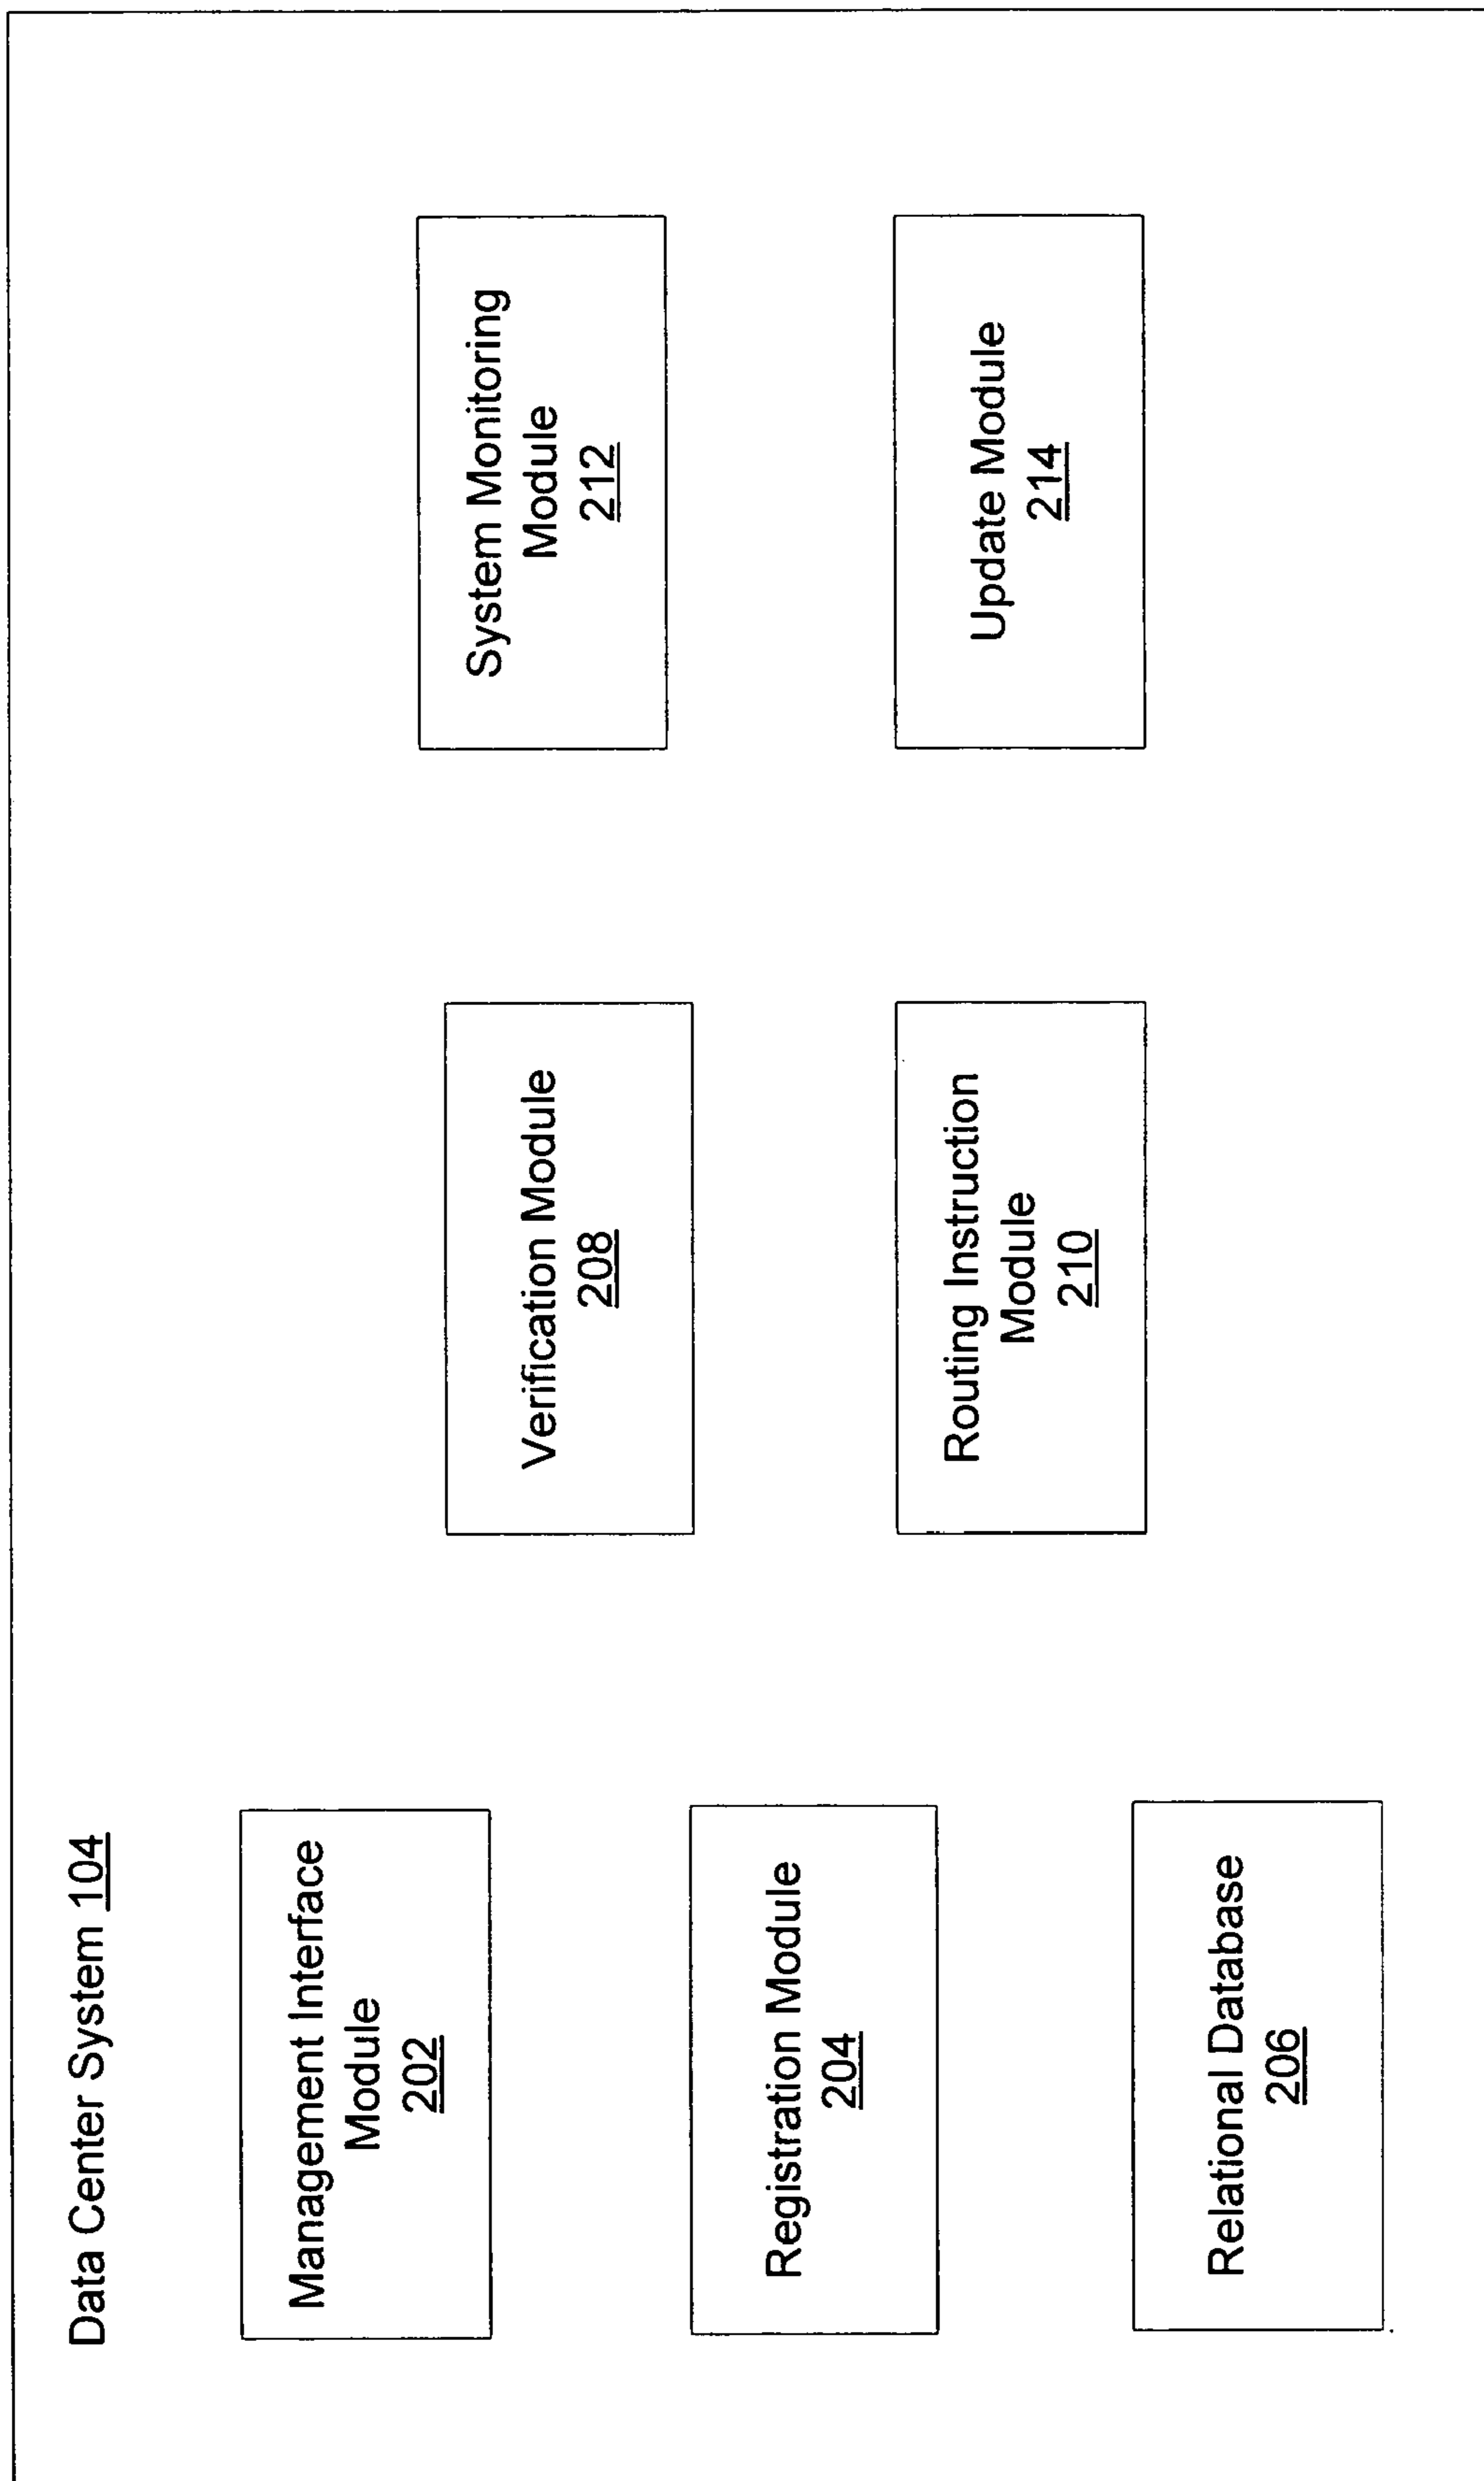 Data Center System 104
Management Interface
Module
202
Registration Module
204
Relational Database
206
Verification Module
208
Routing Instruction
Module
210
System Monitoring
Module
212
Update Module
214